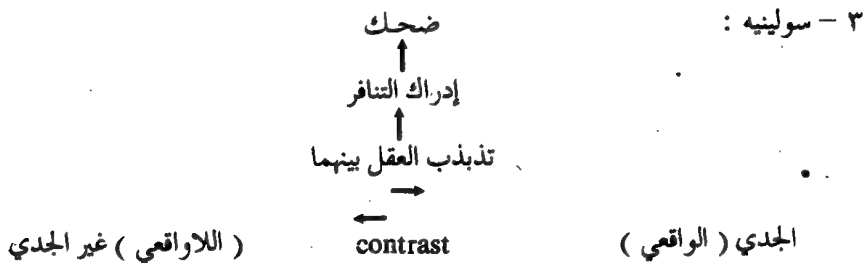 ٣ – سولينيه :
ضحك
إدراك التنافر
تذبذب العقل بينهما
الجدي ( الواقعي ) contrast ( اللاواقعي ) غير الجدي